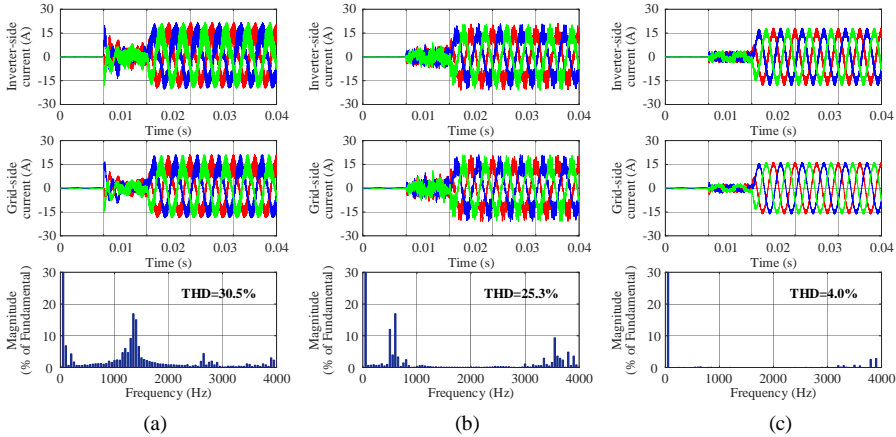 30
15
0
-15
-30
Inverter-side
current (A)
0
0.01
0.02
0.03
0.04
Time (s)
30
15
0
-15
-30
Grid-side
current (A)
0
0.01
0.02
0.03
0.04
Time (s)
30
20
10
0
Magnitude
(% of Fundamental)
THD=30.5%
0
1000
2000
3000
4000
Frequency (Hz)
(a)
30
15
0
-15
-30
Inverter-side
current (A)
0
0.01
0.02
0.03
0.04
Time (s)
30
15
0
-15
-30
Grid-side
current (A)
0
0.01
0.02
0.03
0.04
Time (s)
30
20
10
0
Magnitude
(% of Fundamental)
THD=25.3%
0
1000
2000
3000
4000
Frequency (Hz)
(b)
30
15
0
-15
-30
Inverter-side
current (A)
0
0.01
0.02
0.03
0.04
Time (s)
30
15
0
-15
-30
Grid-side
current (A)
0
0.01
0.02
0.03
0.04
Time (s)
30
20
10
0
Magnitude
(% of Fundamental)
THD=4.0%
0
1000
2000
3000
4000
Frequency (Hz)
(c)